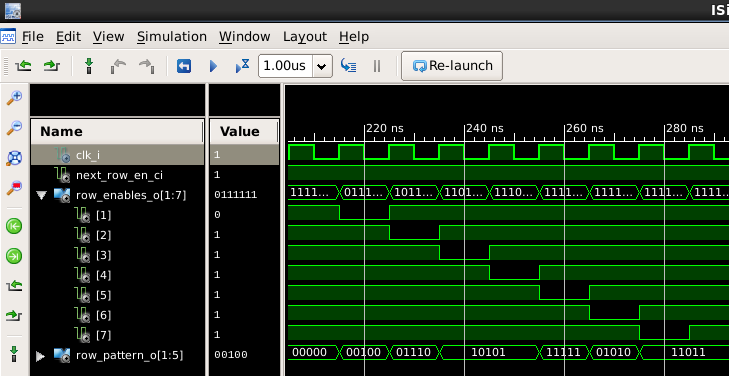 ISi
File Edit View Simulation Window Layout Help
1.00us Re-launch
220 ns 240 ns 260 ns 280 ns
Name Value
clk_i 1
next_row_en_ci 1
row_enables_o[1:7] 0111111 1111... 0111... 1011... 1101... 1110... 1111... 1111... 1111... 1111...
[1] 0
[2] 1
[3] 1
[4] 1
[5] 1
[6] 1
[7] 1
row_pattern_o[1:5] 00100 00000 00100 01110 10101 11111 01010 11011